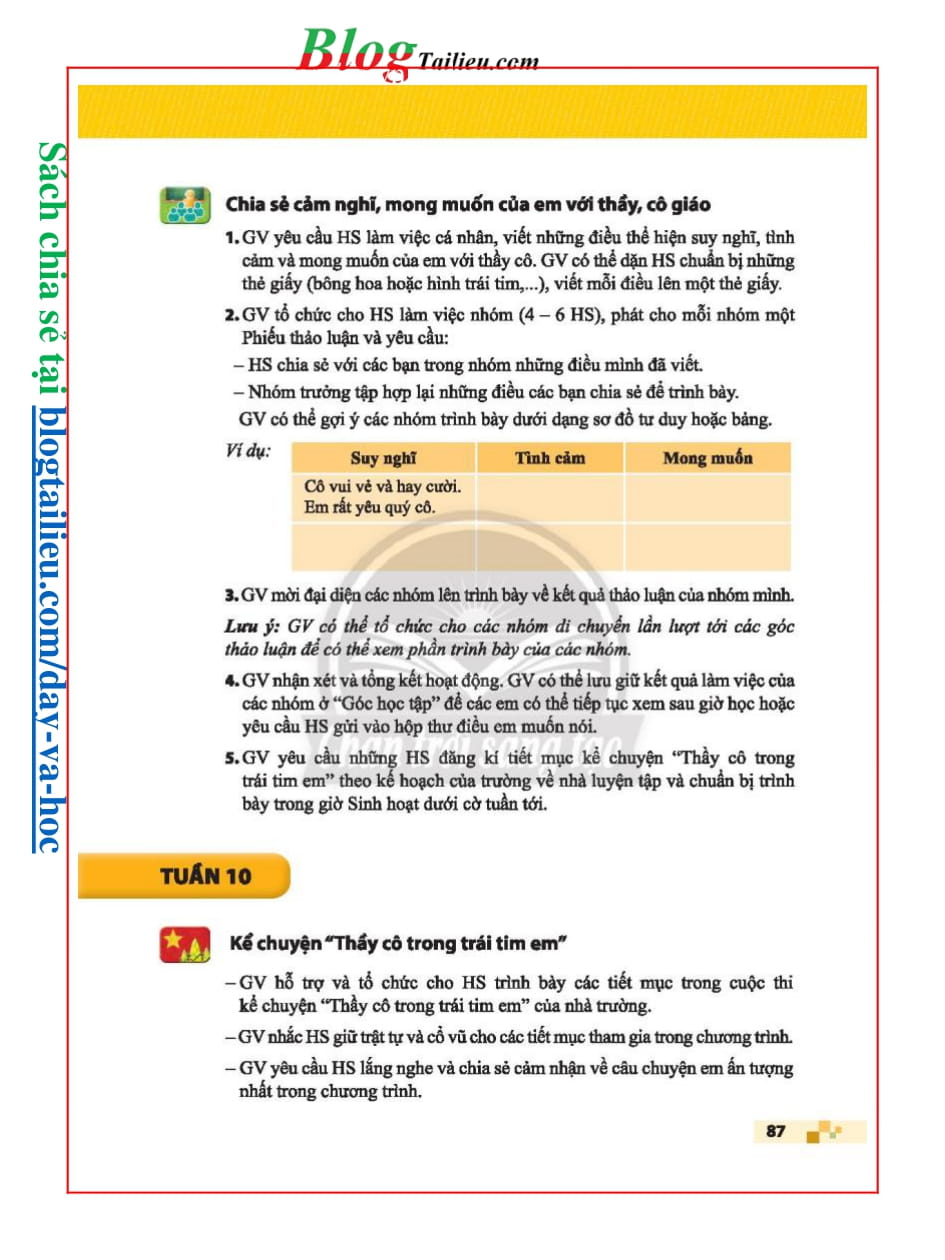 Blog Tailieu.com
Sách chia sẻ tại blogtailieu.com/day-va-hoc
Chia sẻ cảm nghĩ, mong muốn của em với thầy, cô giáo
1. GV yêu cầu HS làm việc cá nhân, viết những điều thể hiện suy nghĩ, tình
cảm và mong muốn của em với thầy cô. GV có thể dặn HS chuẩn bị những
thẻ giấy (bông hoa hoặc hình trái tim,...), viết mỗi điều lên một thẻ giấy.
2. GV tổ chức cho HS làm việc nhóm (4 – 6 HS), phát cho mỗi nhóm một
Phiếu thảo luận và yêu cầu:
– HS chia sẻ với các bạn trong nhóm những điều mình đã viết.
– Nhóm trưởng tập hợp lại những điều các bạn chia sẻ để trình bày.
GV có thể gợi ý các nhóm trình bày dưới dạng sơ đồ tư duy hoặc bảng.
Ví dụ:
Suy nghĩ Tình cảm Mong muốn
Cô vui vẻ và hay cười.
Em rất yêu quý cô.
3. GV mời đại diện các nhóm lên trình bày về kết quả thảo luận của nhóm mình.
Lưu ý: GV có thể tổ chức cho các nhóm di chuyển lần lượt tới các góc
thảo luận để có thể xem phần trình bày của các nhóm.
4. GV nhận xét và tổng kết hoạt động. GV có thể lưu giữ kết quả làm việc của
các nhóm ở “Góc học tập” để các em có thể tiếp tục xem sau giờ học hoặc
yêu cầu HS gửi vào hộp thư điều em muốn nói.
Chân trời sáng tạo
5. GV yêu cầu những HS đăng kí tiết mục kể chuyện “Thầy cô trong
trái tim em” theo kế hoạch của trường về nhà luyện tập và chuẩn bị trình
bày trong giờ Sinh hoạt dưới cờ tuần tới.
TUẦN 10
Kể chuyện “Thầy cô trong trái tim em”
– GV hỗ trợ và tổ chức cho HS trình bày các tiết mục trong cuộc thi
kể chuyện “Thầy cô trong trái tim em” của nhà trường.
– GV nhắc HS giữ trật tự và cổ vũ cho các tiết mục tham gia trong chương trình.
– GV yêu cầu HS lắng nghe và chia sẻ cảm nhận về câu chuyện em ấn tượng
nhất trong chương trình.
87